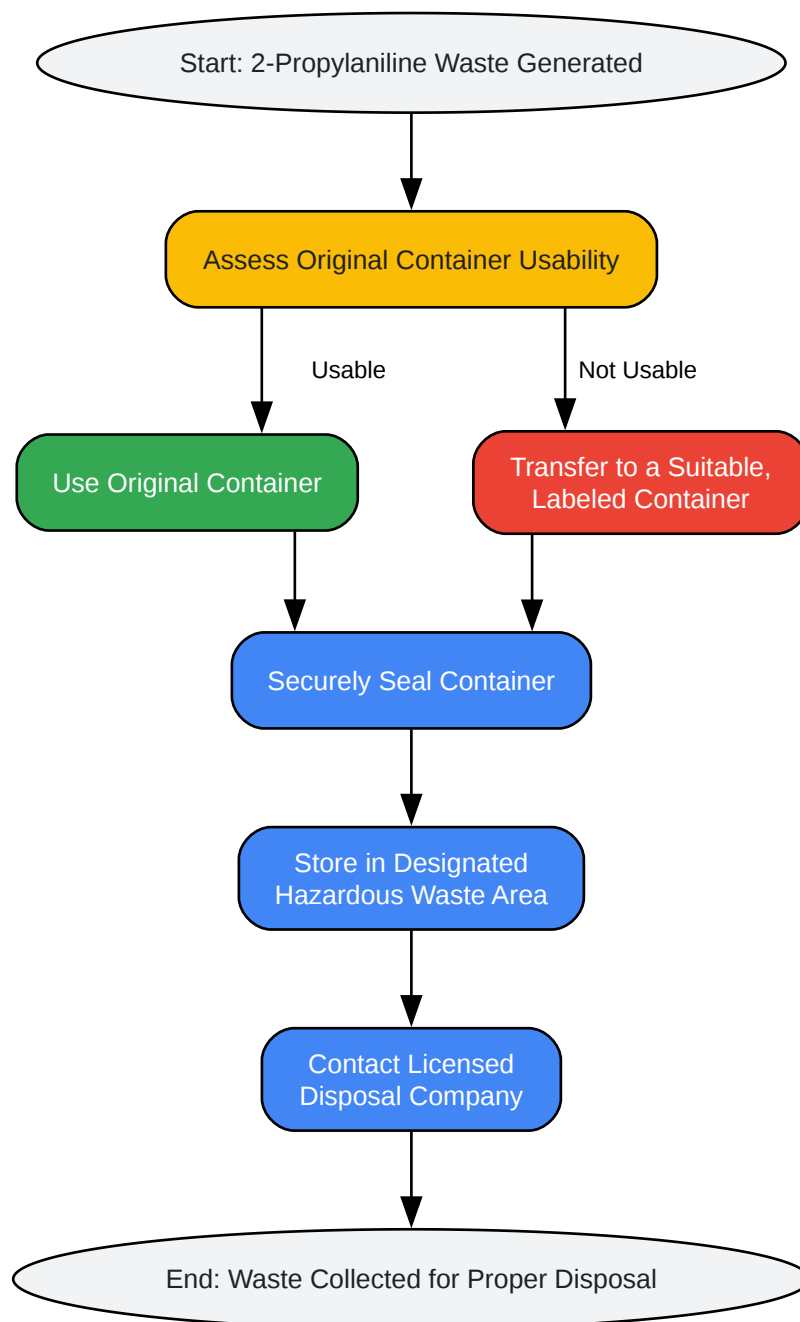 Start: 2-Propylaniline Waste Generated
Assess Original Container Usability
Usable
Not Usable
Use Original Container
Transfer to a Suitable,
Labeled Container
Securely Seal Container
Store in Designated
Hazardous Waste Area
Contact Licensed
Disposal Company
End: Waste Collected for Proper Disposal